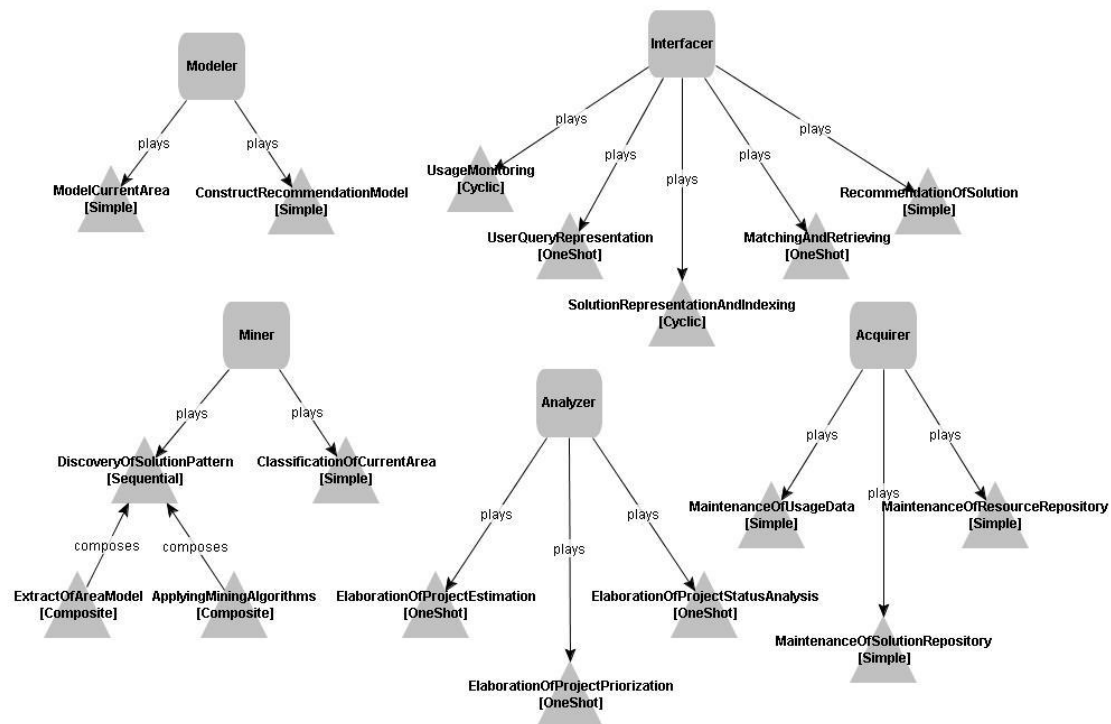 Modeler
plays
plays
ModelCurrentArea
[Simple]
ConstructRecommendationModel
[Simple]
Interfacer
plays
plays
plays
plays
plays
UsageMonitoring
[Cyclic]
UserQueryRepresentation
[OneShot]
SolutionRepresentationAndIndexing
[Cyclic]
MatchingAndRetrieving
[OneShot]
RecommendationOfSolution
[Simple]
Miner
plays
plays
DiscoveryOfSolutionPattern
[Sequential]
ClassificationOfCurrentArea
[Simple]
composes
composes
ExtractOfAreaModel
[Composite]
ApplyingMiningAlgorithms
[Composite]
Analyzer
plays
plays
plays
ElaborationOfProjectEstimation
[OneShot]
ElaborationOfProjectPriorization
[OneShot]
ElaborationOfProjectStatusAnalysis
[OneShot]
Acquirer
plays
plays
plays
MaintenanceOfUsageData
[Simple]
MaintenanceOfSolutionRepository
[Simple]
MaintenanceOfResourceRepository
[Simple]